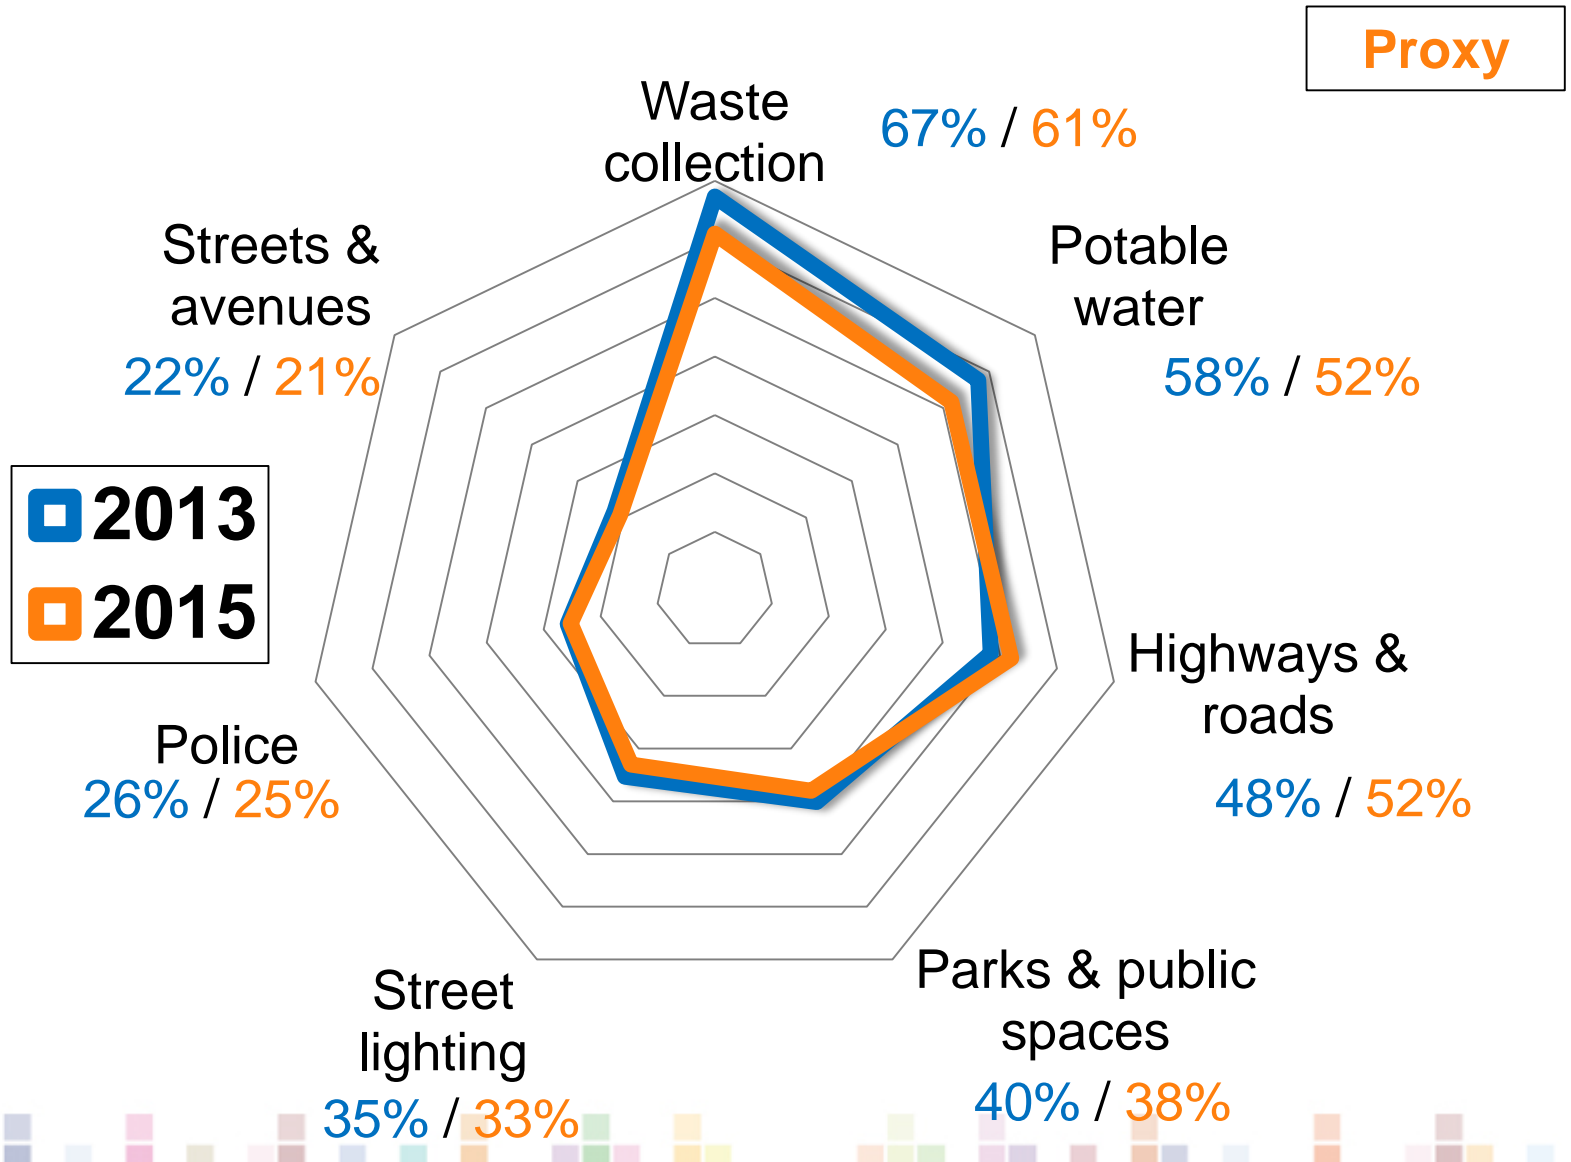 Proxy
Waste
collection
67% / 61%
Potable
water
58% / 52%
Highways &
roads
48% / 52%
Parks & public
spaces
40% / 38%
Street
lighting
35% / 33%
Police
26% / 25%
Streets &
avenues
22% / 21%
2013
2015